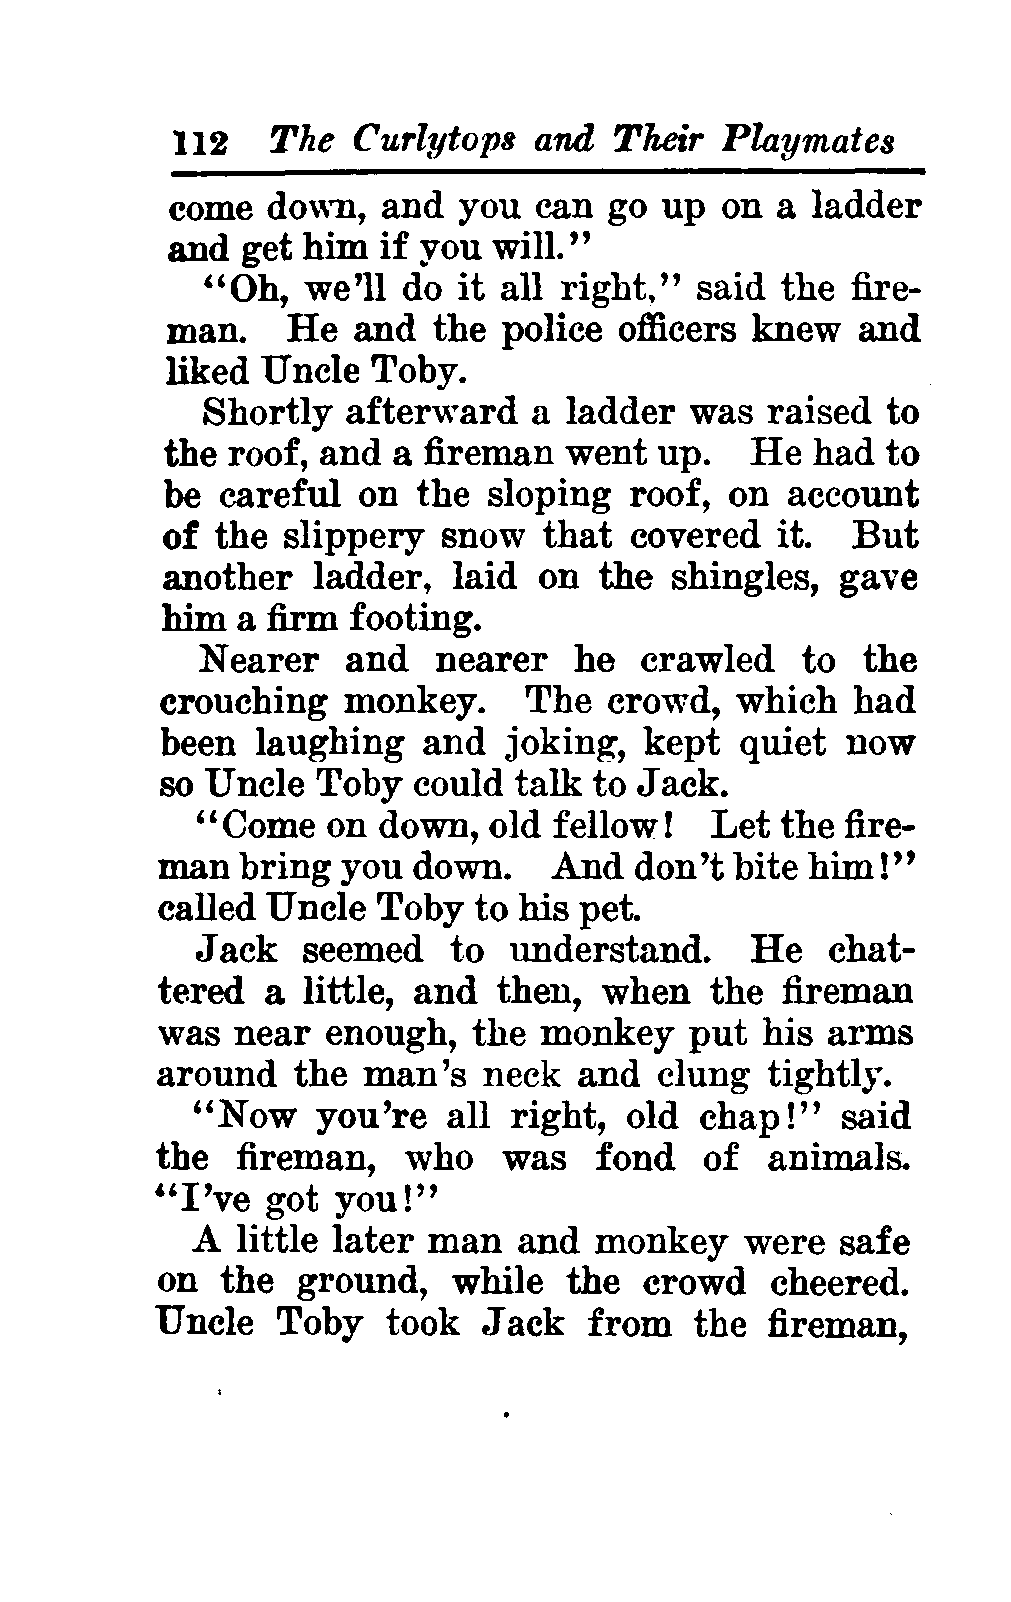 112 The Curlytops and Their Playmates
come down, and you can go up on a ladder
and get him if you will."
"Oh, we'll do it all right," said the fire-
man. He and the police officers knew and
liked Uncle Toby.
Shortly afterward a ladder was raised to
the roof, and a fireman went up. He had to
be careful on the sloping roof, on account
of the slippery snow that covered it. But
another ladder, laid on the shingles, gave
him a firm footing.
Nearer and nearer he crawled to the
crouching monkey. The crowd, which had
been laughing and joking, kept quiet now
so Uncle Toby could talk to Jack.
"Come on down, old fellow! Let the fire-
man bring you down. And don't bite him!"
called Uncle Toby to his pet.
Jack seemed to understand. He chat-
tered a little, and then, when the fireman
was near enough, the monkey put his arms
around the man's neck and clung tightly.
"Now you're all right, old chap!" said
the fireman, who was fond of animals.
"I've got you!"
A little later man and monkey were safe
on the ground, while the crowd cheered.
Uncle Toby took Jack from the fireman,